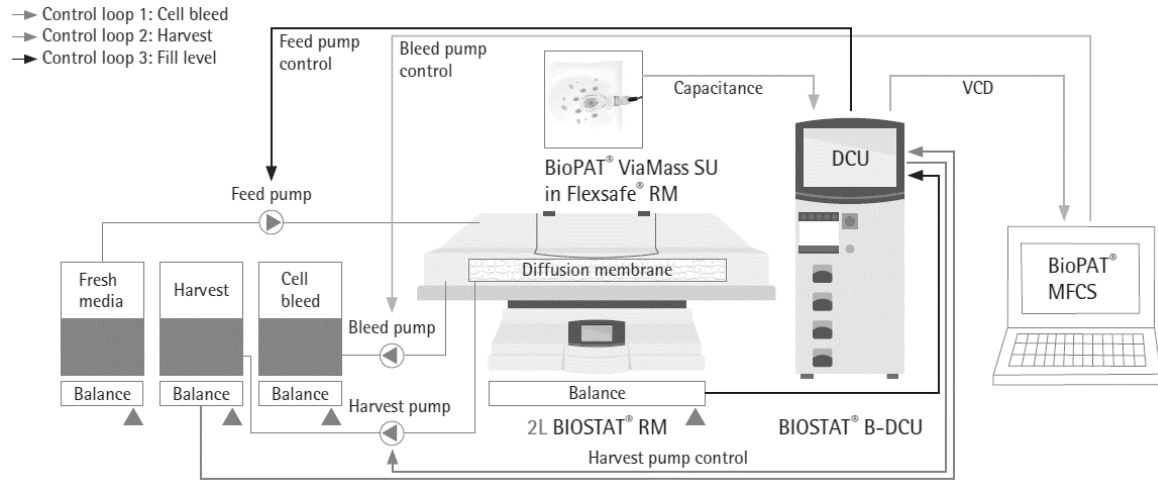 Control loop 1: Cell bleed
Control loop 2: Harvest
Control loop 3: Fill level
Feed pump
control
Bleed pump
control
Capacitance
VCD
DCU
BioPAT® ViaMass SU
in Flexsafe® RM
Feed pump
Fresh
media
Harvest
Cell
bleed
Diffusion membrane
BioPAT®
MFCS
Bleed pump
Balance
Balance
Balance
Harvest pump
Balance
2L BIOSTAT® RM
BIOSTAT® B-DCU
Harvest pump control